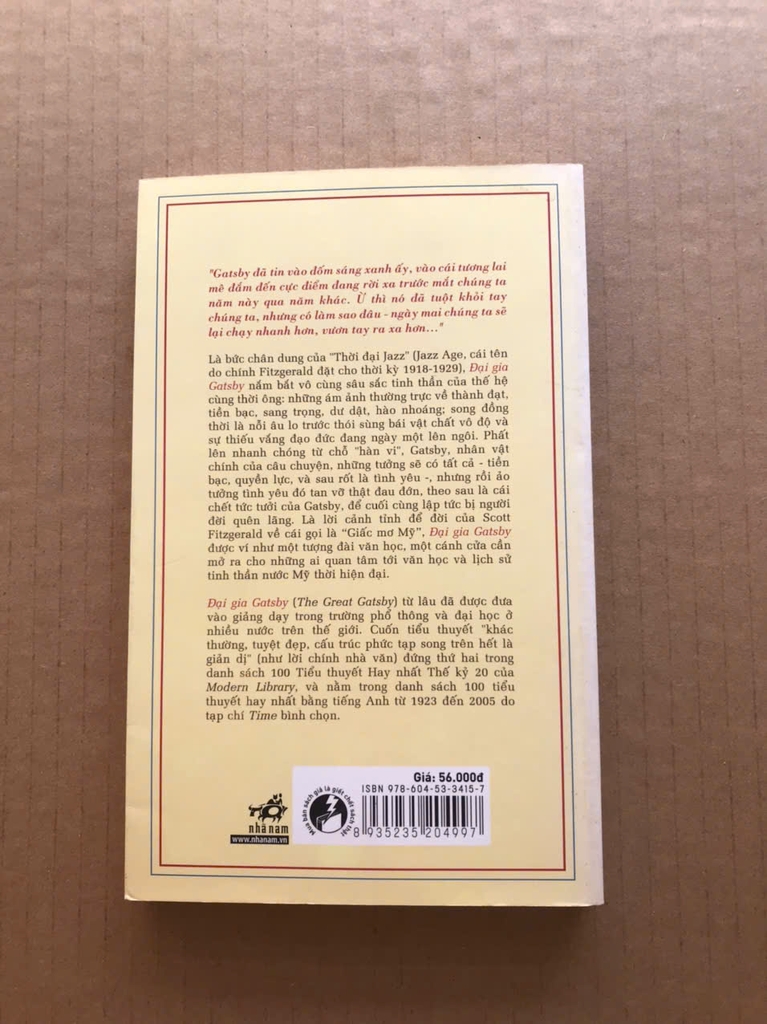 "Gatsby đã tin vào đốm sáng xanh ấy, vào cái tương lai
mê đắm đến cực điểm đang rời xa trước mắt chúng ta
năm này qua năm khác. Ừ thì nó đã tuột khỏi tay
chúng ta, nhưng có làm sao đâu - ngày mai chúng ta sẽ
lại chạy nhanh hơn, vươn tay ra xa hơn..."
Là bức chân dung của "Thời đại Jazz" (Jazz Age, cái tên
do chính Fitzgerald đặt cho thời kỳ 1918-1929), Đại gia
Gatsby nắm bắt vô cùng sâu sắc tinh thần của thế hệ
cùng thời ông: những ám ảnh thường trực về thành đạt,
tiền bạc, sang trọng, dư dật, hào nhoáng; song đồng
thời là nỗi âu lo trước thói sùng bái vật chất vô độ và
sự thiếu vắng đạo đức đang ngày một lên ngôi. Phất
lên nhanh chóng từ chỗ "hàn vi", Gatsby, nhân vật
chính của câu chuyện, những tưởng sẽ có tất cả - tiền
bạc, quyền lực, và sau rốt là tình yêu -, nhưng rồi ảo
tưởng tình yêu đó tan vỡ thật đau đớn, theo sau là cái
chết tức tưởi của Gatsby, để cuối cùng lập tức bị người
đời quên lãng. Là lời cảnh tỉnh để đời của Scott
Fitzgerald về cái gọi là "Giấc mơ Mỹ", Đại gia Gatsby
được ví như một tượng đài văn học, một cánh cửa cần
mở ra cho những ai quan tâm tới văn học và lịch sử
tinh thần nước Mỹ thời hiện đại.
Đại gia Gatsby (The Great Gatsby) từ lâu đã được đưa
vào giảng dạy trong trường phổ thông và đại học ở
nhiều nước trên thế giới. Cuốn tiểu thuyết "khác
thường, tuyệt đẹp, cấu trúc phức tạp song trên hết là
giản dị" (như lời chính nhà văn) đứng thứ hai trong
danh sách 100 Tiểu thuyết Hay nhất Thế kỷ 20 của
Modern Library, và nằm trong danh sách 100 tiểu
thuyết hay nhất bằng tiếng Anh từ 1923 đến 2005 do
tạp chí Time bình chọn.
Giá: 56.000đ
ISBN 978-604-53-3415-7
Mua bán sách giả là giết chết sách thật
8 935235 204997
nhã nam
www.nhanam.vn